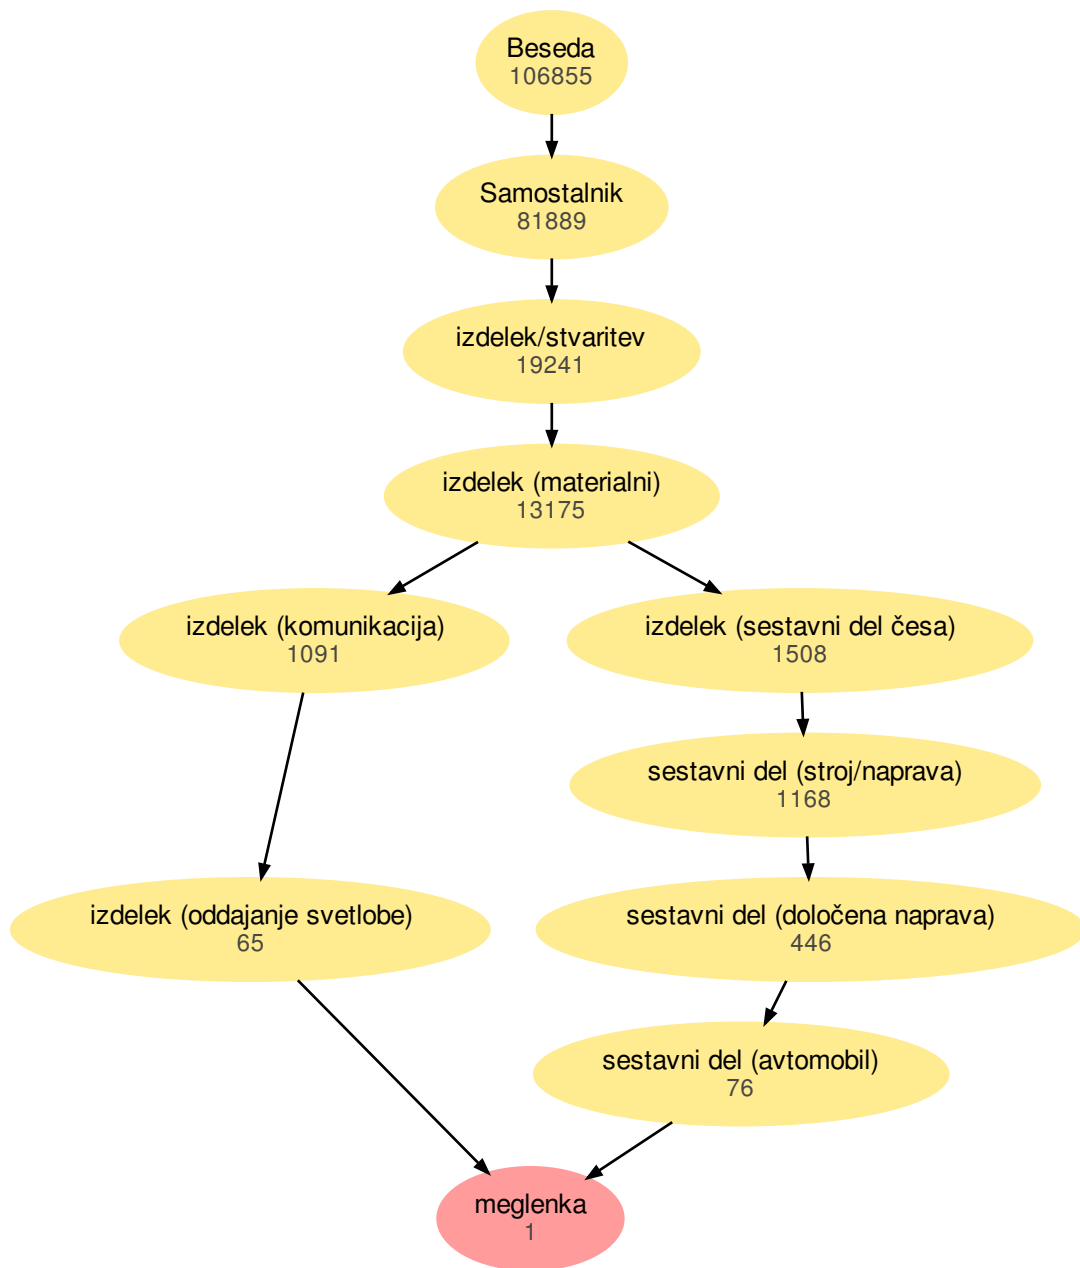 Beseda
106855
Samostalnik
81889
izdelek/stvaritev
19241
izdelek (materialni)
13175
izdelek (komunikacija)
1091
izdelek (sestavni del česa)
1508
sestavni del (stroj/naprava)
1168
izdelek (oddajanje svetlobe)
65
sestavni del (določena naprava)
446
sestavni del (avtomobil)
76
meglenka
1